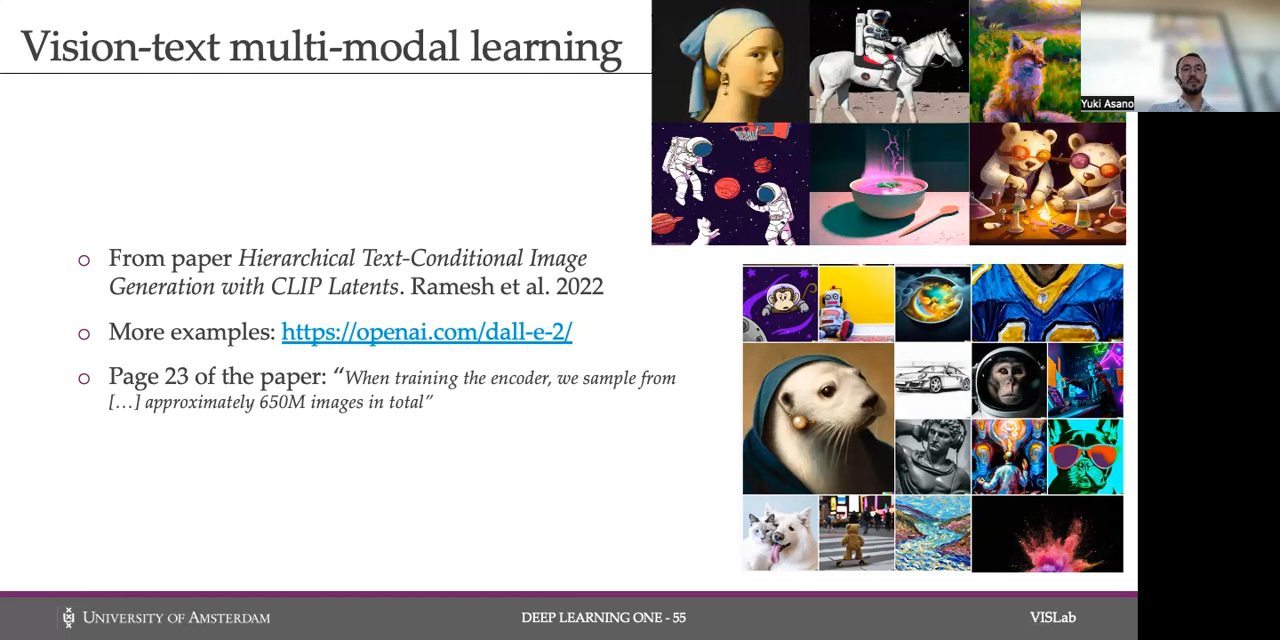 Vision-text multi-modal learning
Yuki Asano
From paper Hierarchical Text-Conditional Image
Generation with CLIP Latents. Ramesh et al. 2022
More examples: https://openai.com/dall-e-2/
Page 23 of the paper: “When training the encoder, we sample from
[…] approximately 650M images in total”
UNIVERSITY OF AMSTERDAM
DEEP LEARNING ONE - 55
VISLab